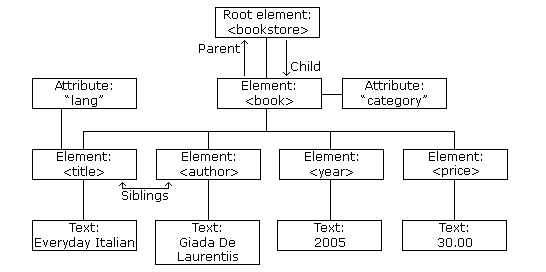 Root element:
<bookstore>
Parent
Child
Attribute:
“lang”
Element:
<book>
Attribute:
“category”
Element:
<title>
Element:
<author>
Element:
<year>
Element:
<price>
Siblings
Text:
Everyday Italian
Text:
Giada De
Laurentiis
Text:
2005
Text:
30.00